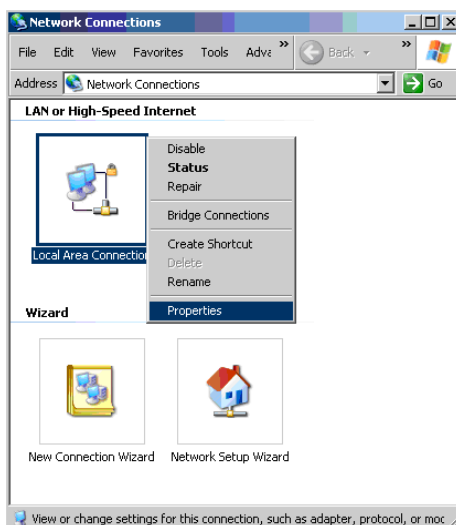 Network Connections
File Edit View Favorites Tools Adva » Back »
Address Network Connections Go
LAN or High-Speed Internet
Disable
Status
Repair
Bridge Connections
Create Shortcut
Delete
Rename
Properties
Local Area Connection
Wizard
New Connection Wizard Network Setup Wizard
View or change settings for this connection, such as adapter, protocol, or moc